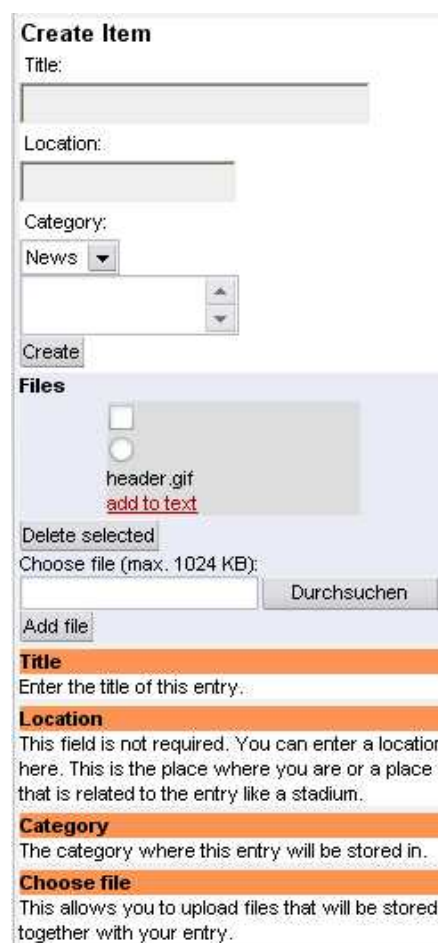 Create Item
Title:
Location:
Category:
News
Create
Files
header.gif
add to text
Delete selected
Choose file (max. 1024 KB):
Durchsuchen
Add file
Title
Enter the title of this entry.
Location
This field is not required. You can enter a location
here. This is the place where you are or a place
that is related to the entry like a stadium.
Category
The category where this entry will be stored in.
Choose file
This allows you to upload files that will be stored
together with your entry.